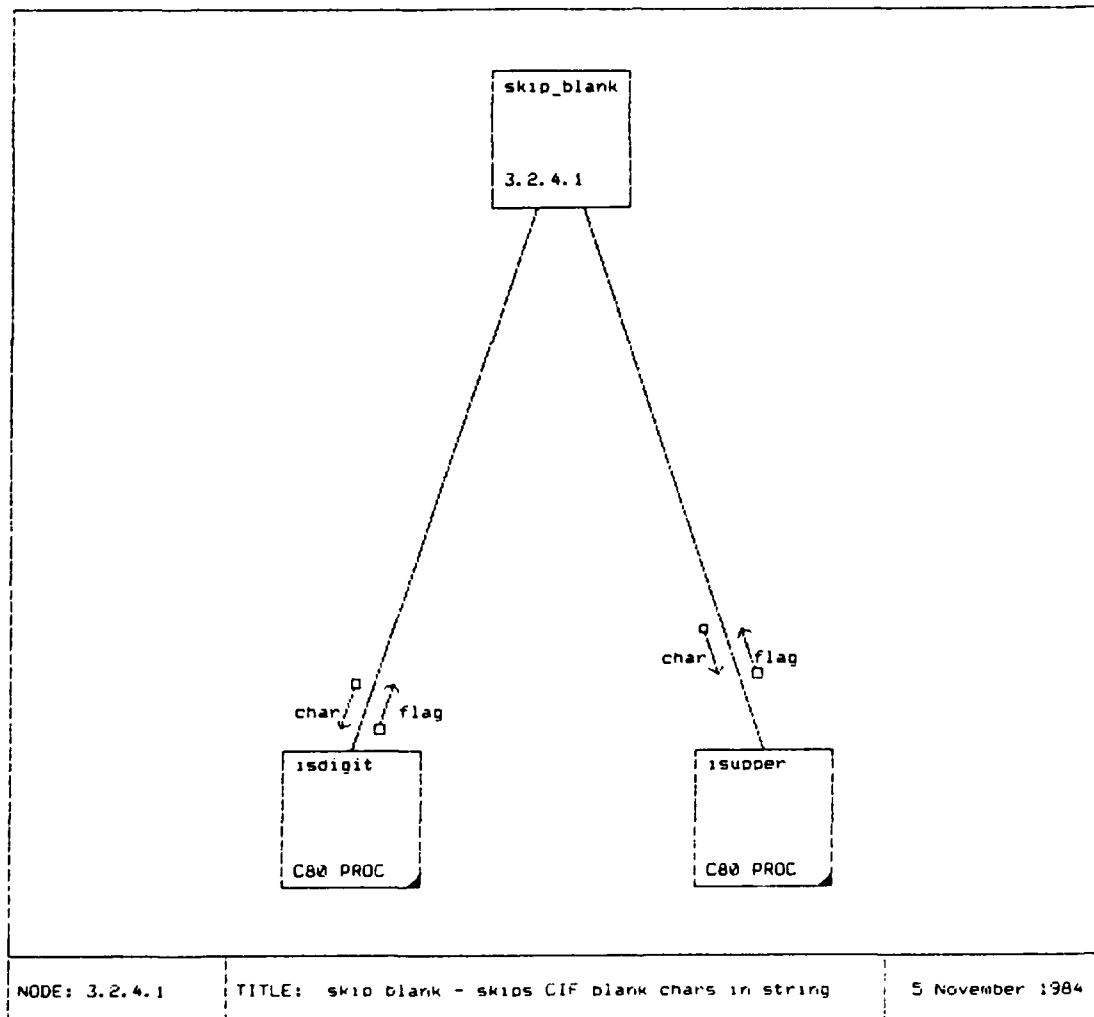 skip_blank
3.2.4.1
char
flag
char
flag
isdigit
isupper
C80 PROC
C80 PROC
NODE: 3.2.4.1
TITLE: skip blank - skips CIF blank chars in string
5 November 1984